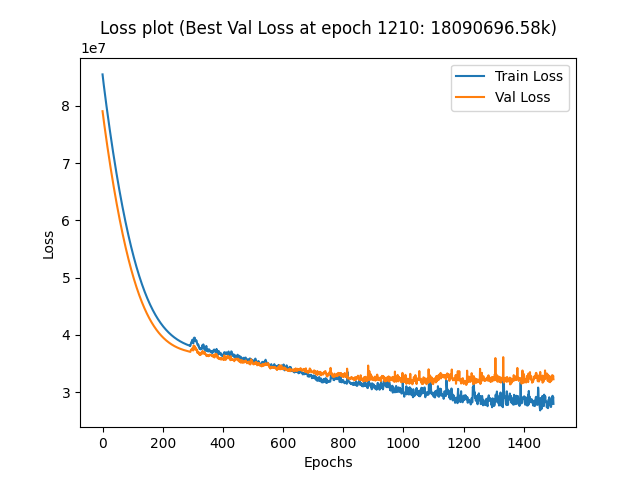 Loss plot (Best Val Loss at epoch 1210: 18090696.58k)
1e7
Train Loss
Val Loss
8
7
6
5
4
3
Loss
0 200 400 600 800 1000 1200 1400
Epochs